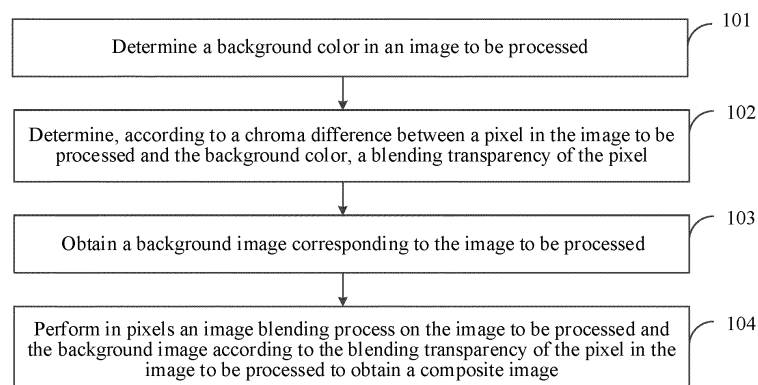 101
Determine a background color in an image to be processed
102
Determine, according to a chroma difference between a pixel in the image to be
processed and the background color, a blending transparency of the pixel
103
Obtain a background image corresponding to the image to be processed
104
Perform in pixels an image blending process on the image to be processed and
the background image according to the blending transparency of the pixel in the
image to be processed to obtain a composite image